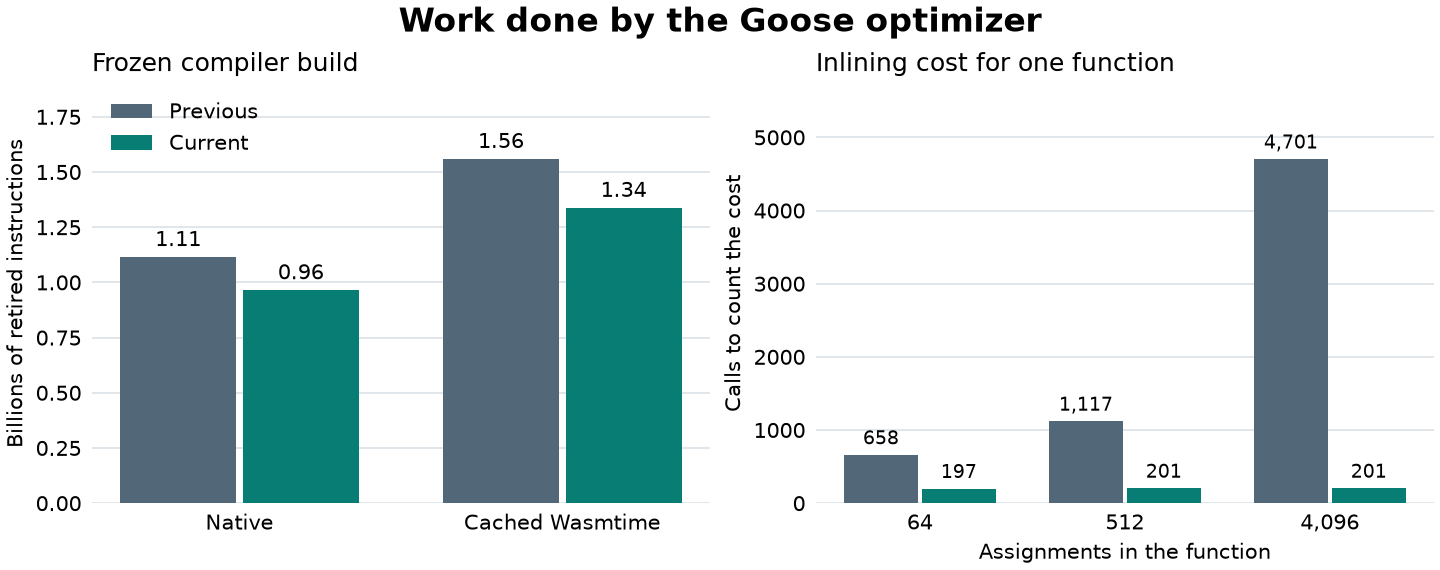 Work done by the Goose optimizer
Frozen compiler build
Billions of retired instructions
1.75
1.50
1.25
1.00
0.75
0.50
0.25
0.00
Previous
Current
1.11
0.96
1.56
1.34
Native
Cached Wasmtime
Inlining cost for one function
Calls to count the cost
5000
4000
3000
2000
1000
0
658
197
1,117
201
4,701
201
64
512
4,096
Assignments in the function